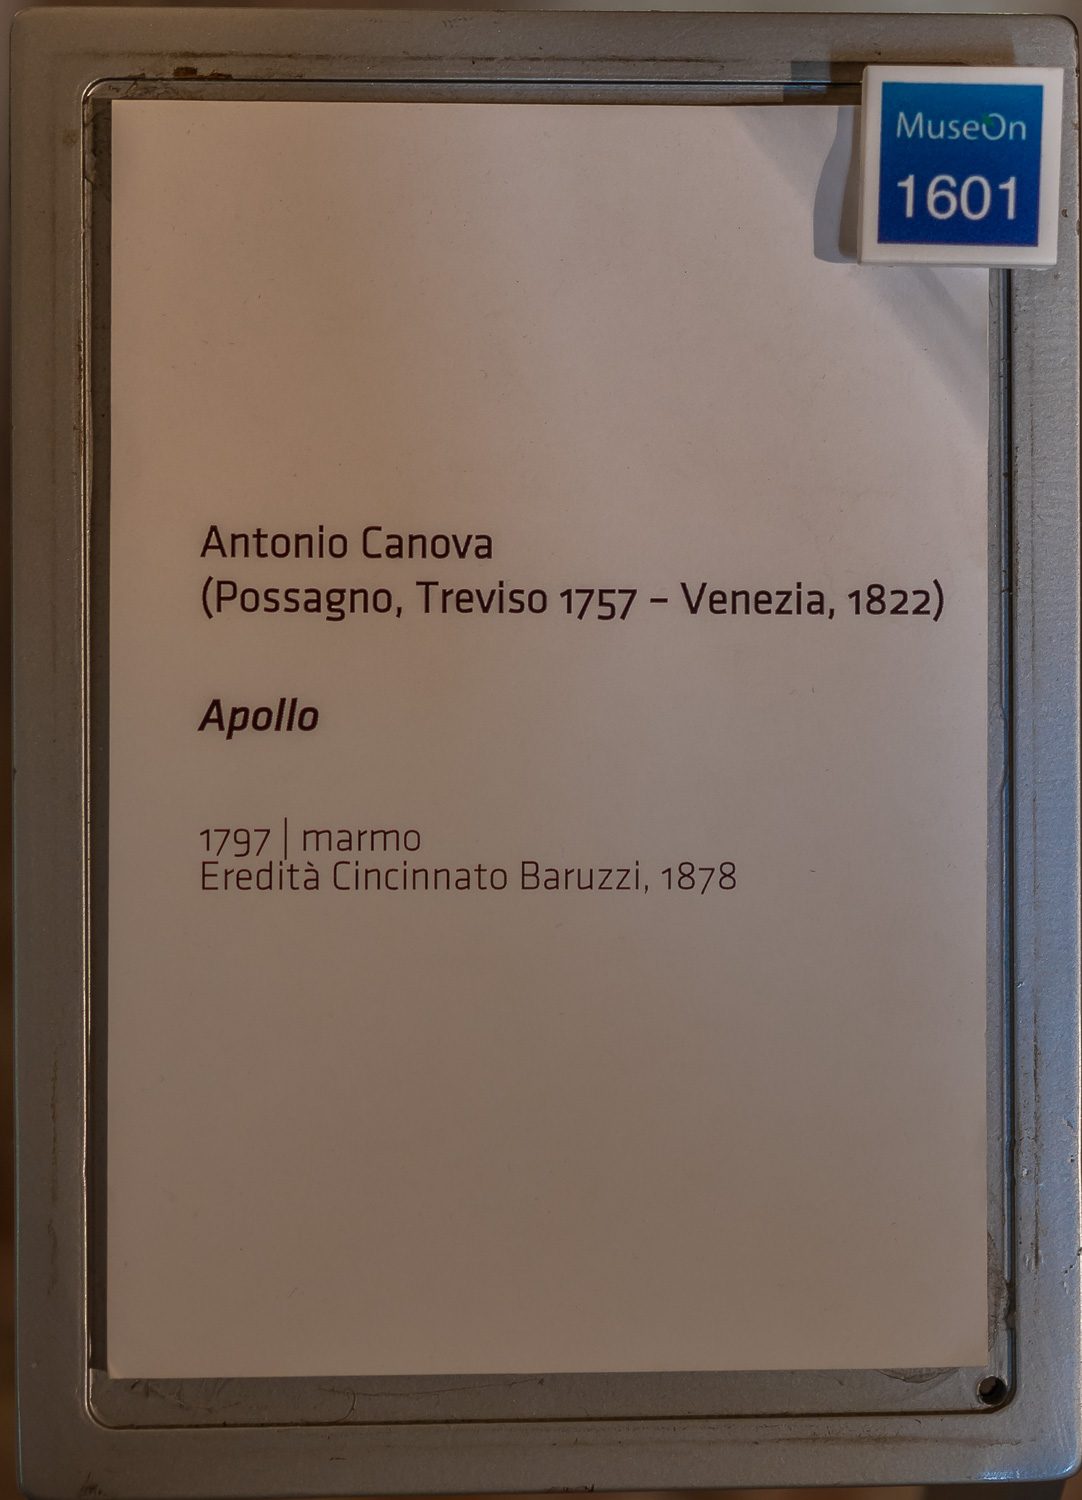 MuseOn
1601
Antonio Canova
(Possagno, Treviso 1757 – Venezia, 1822)
Apollo
1797 | marmo
Eredità Cincinnato Baruzzi, 1878